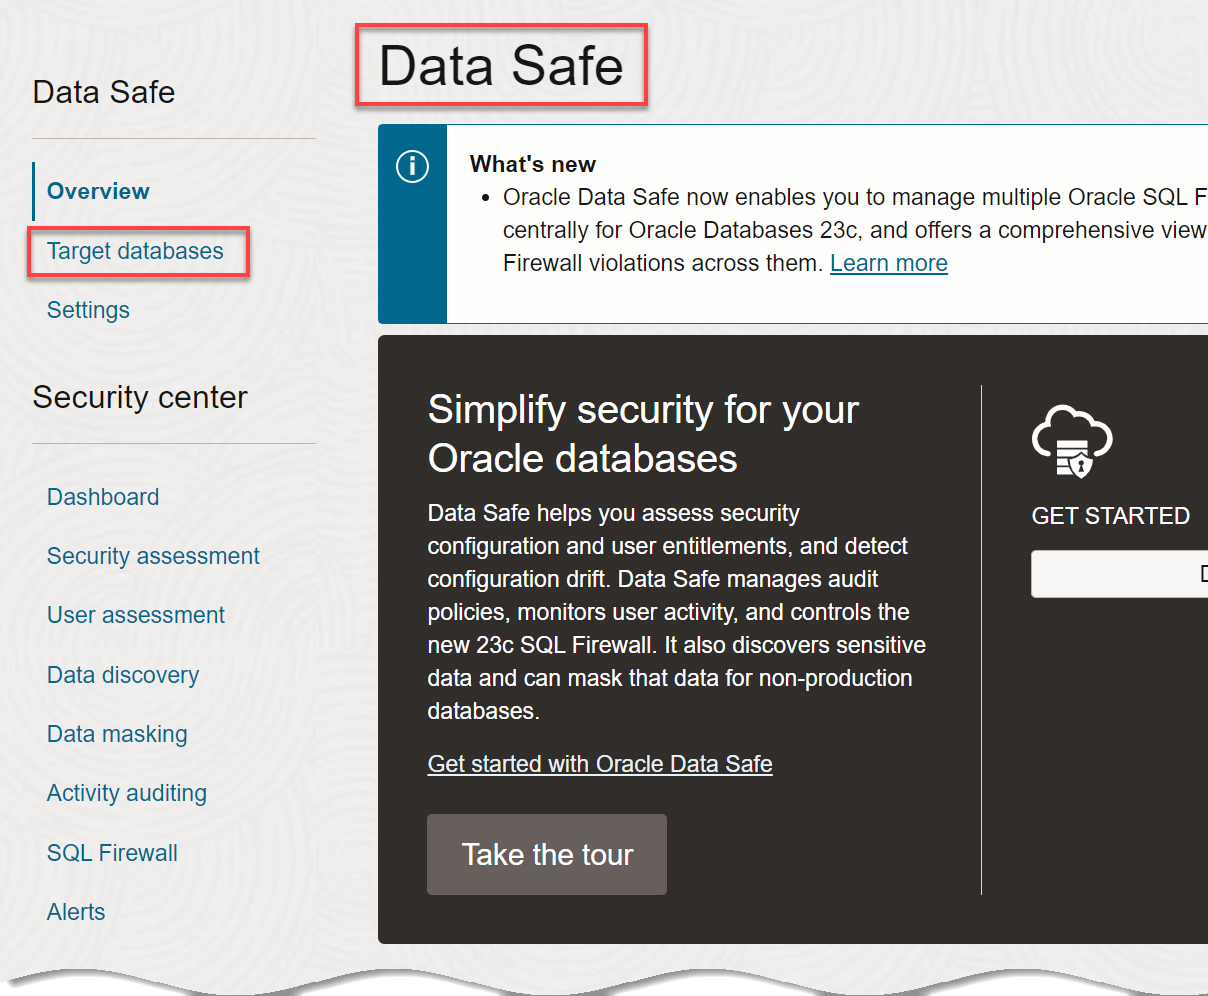 Data Safe
Overview
Target databases
Settings
Security center
Dashboard
Security assessment
User assessment
Data discovery
Data masking
Activity auditing
SQL Firewall
Alerts
Data Safe
What's new
• Oracle Data Safe now enables you to manage multiple Oracle SQL F
centrally for Oracle Databases 23c, and offers a comprehensive view
Firewall violations across them. Learn more
Simplify security for your
Oracle databases
Data Safe helps you assess security
configuration and user entitlements, and detect
configuration drift. Data Safe manages audit
policies, monitors user activity, and controls the
new 23c SQL Firewall. It also discovers sensitive
data and can mask that data for non-production
databases.
Get started with Oracle Data Safe
Take the tour
GET STARTED